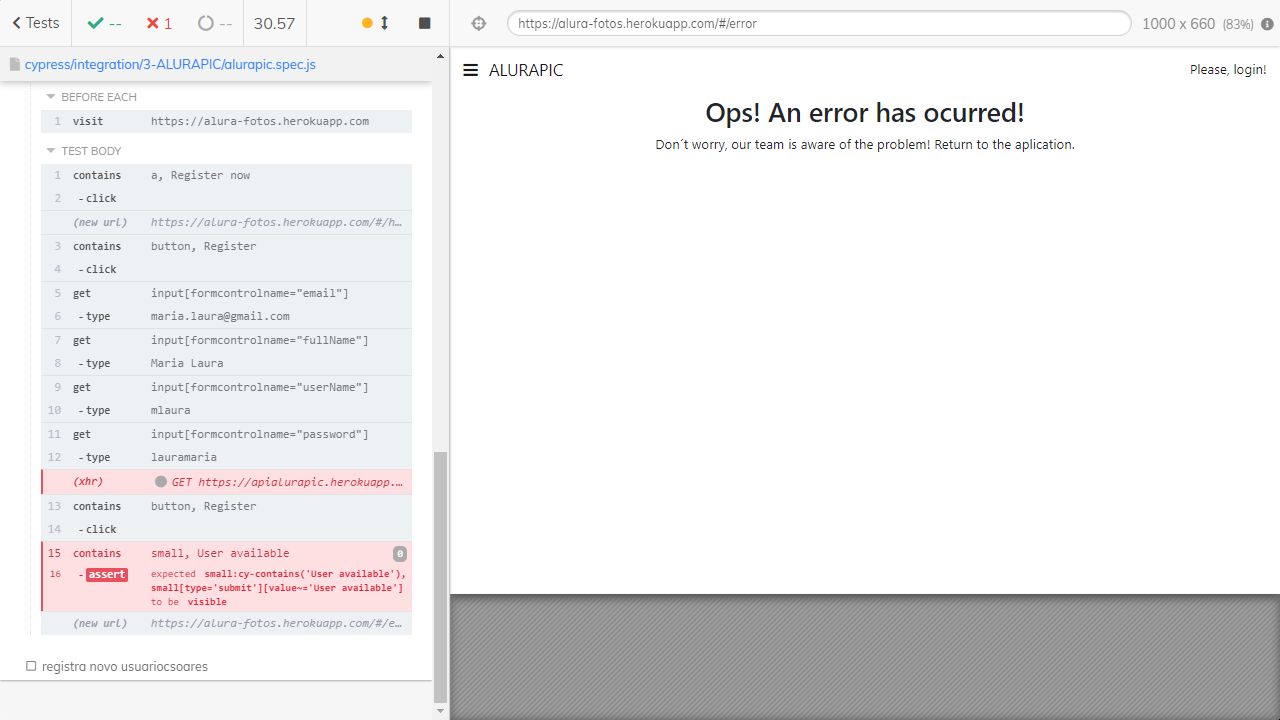 Tests
--
1
--
30.57
https://alura-fotos.herokuapp.com/#/error
1000 x 660 (83%)
cypress/integration/3-ALURAPIC/alurapic.spec.js
BEFORE EACH
1 visit https://alura-fotos.herokuapp.com
TEST BODY
1 contains a, Register now
2 -click
(new url) https://alura-fotos.herokuapp.com/#/h…
3 contains button, Register
4 -click
5 get input[formcontrolname="email"]
6 -type maria.laura@gmail.com
7 get input[formcontrolname="fullName"]
8 -type Maria Laura
9 get input[formcontrolname="userName"]
10 -type mlaura
11 get input[formcontrolname="password"]
12 -type lauramaria
(xhr) GET https://apialurapic.herokuapp.…
13 contains button, Register
14 -click
15 contains small, User available 0
16 -assert expected small:cy-contains('User available'),
small[type='submit'][value~='User available']
to be visible
(new url) https://alura-fotos.herokuapp.com/#/e…
registra novo usuariocsoares
ALURAPIC
Please, login!
Ops! An error has ocurred!
Don´t worry, our team is aware of the problem! Return to the aplication.